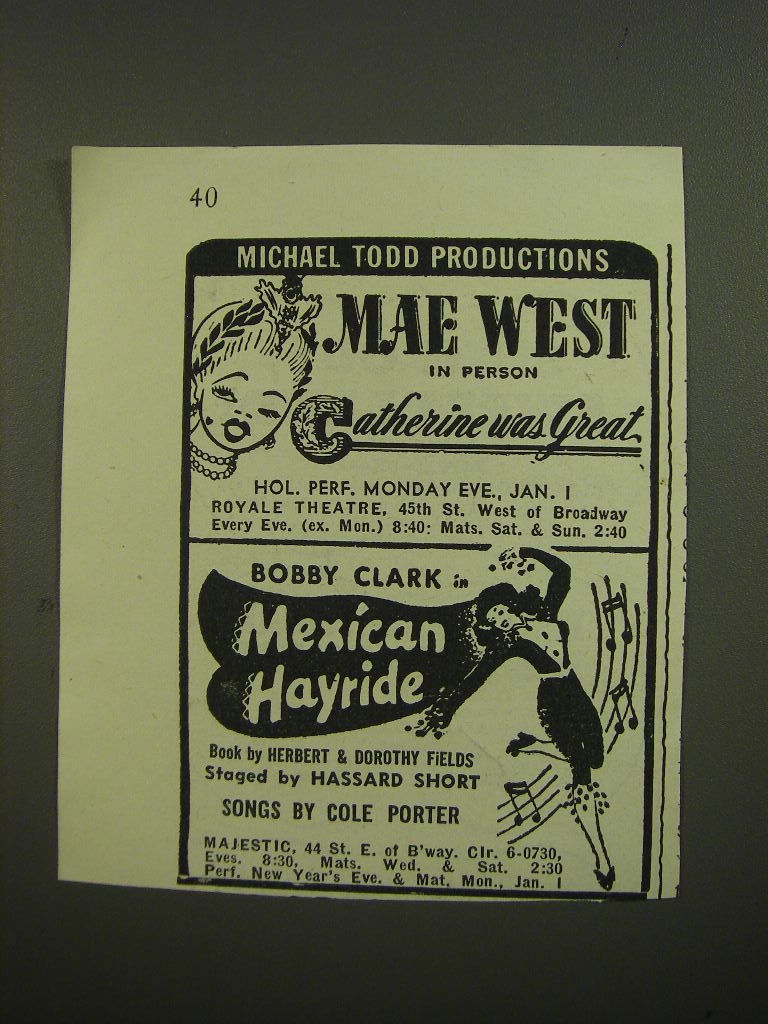 40
MICHAEL TODD PRODUCTIONS
MAE WEST
IN PERSON
Catherine was Great
HOL. PERF. MONDAY EVE., JAN. 1
ROYALE THEATRE, 45th St. West of Broadway
Every Eve. (ex. Mon.) 8:40: Mats. Sat. & Sun. 2:40
BOBBY CLARK in
Mexican
Hayride
Book by HERBERT & DOROTHY FIELDS
Staged by HASSARD SHORT
SONGS BY COLE PORTER
MAJESTIC, 44 St. E. of B'way. CIr. 6-0730,
Eves. 8:30, Mats. Wed. & Sat. 2:30
Perf. New Year's Eve. & Mat. Mon., Jan. 1